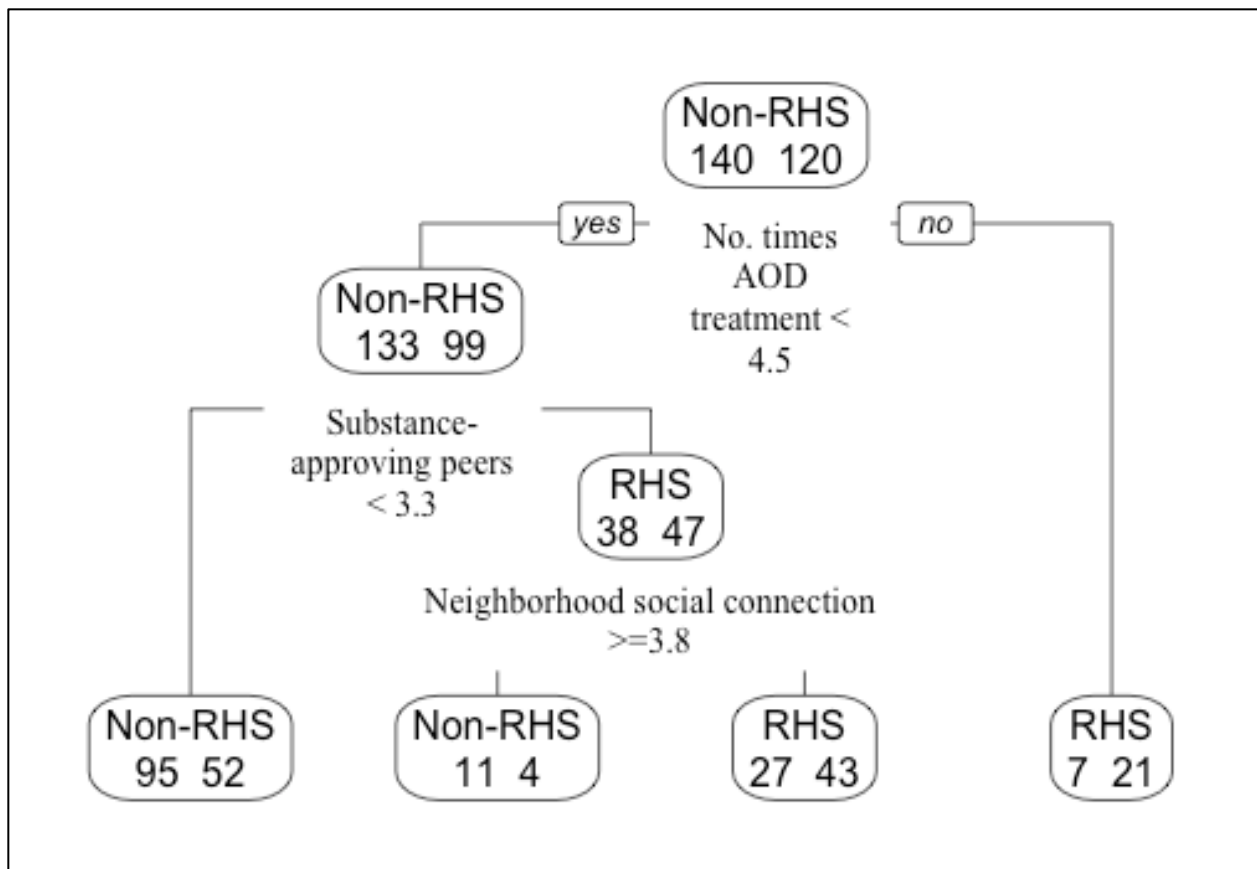 Non-RHS
140 120
yes
no
No. times
AOD
treatment <
4.5
Non-RHS
133 99
Substance-
approving peers
< 3.3
RHS
38 47
Neighborhood social connection
>=3.8
Non-RHS
95 52
Non-RHS
11 4
RHS
27 43
RHS
7 21